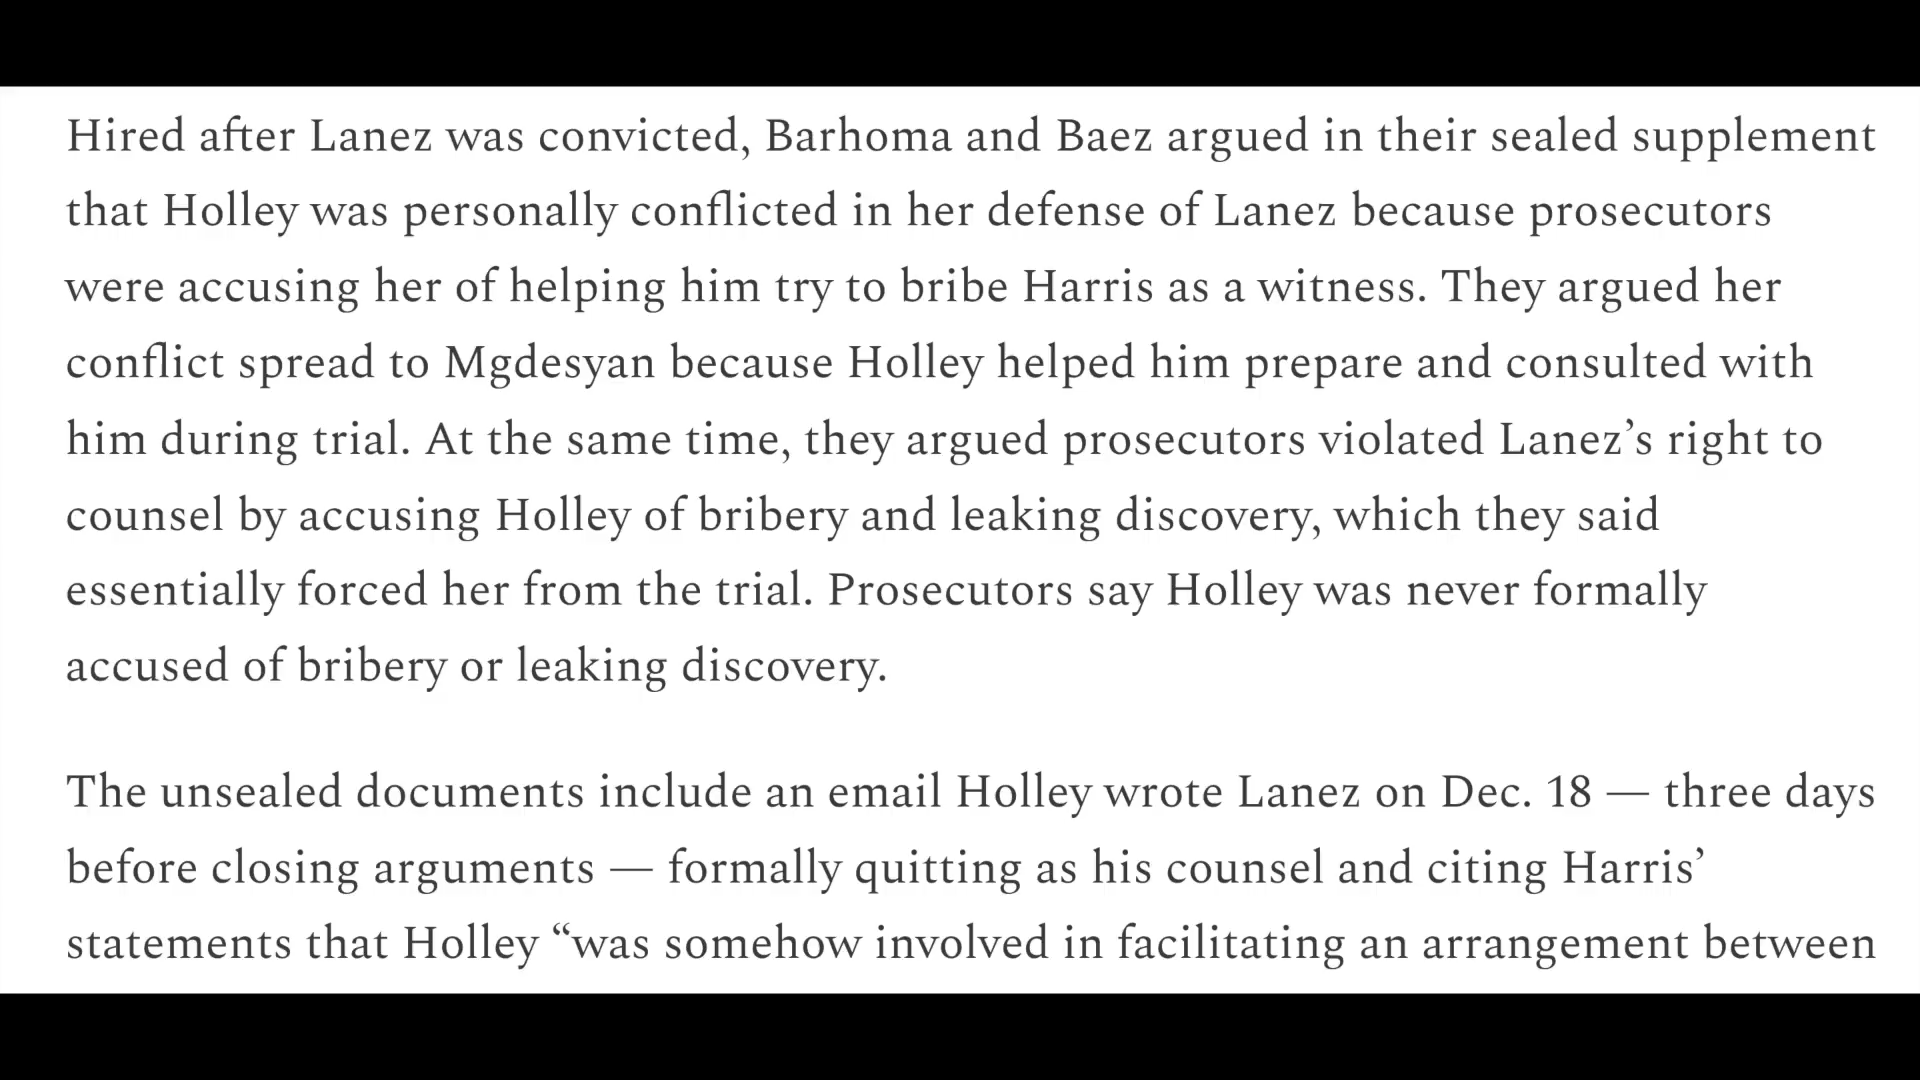 Hired after Lanez was convicted, Barhoma and Baez argued in their sealed supplement
that Holley was personally conflicted in her defense of Lanez because prosecutors
were accusing her of helping him try to bribe Harris as a witness. They argued her
conflict spread to Mgdesyan because Holley helped him prepare and consulted with
him during trial. At the same time, they argued prosecutors violated Lanez’s right to
counsel by accusing Holley of bribery and leaking discovery, which they said
essentially forced her from the trial. Prosecutors say Holley was never formally
accused of bribery or leaking discovery.
The unsealed documents include an email Holley wrote Lanez on Dec. 18 — three days
before closing arguments — formally quitting as his counsel and citing Harris’
statements that Holley “was somehow involved in facilitating an arrangement between